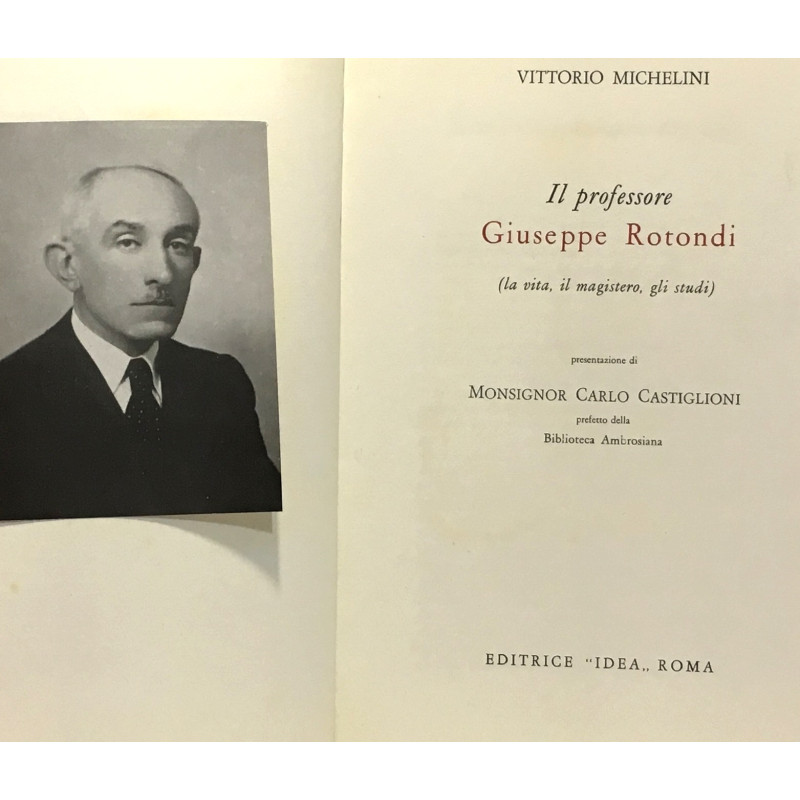 VITTORIO MICHELINI
Il professore
Giuseppe Rotondi
(la vita, il magistero, gli studi)
presentazione di
MONSIGNOR CARLO CASTIGLIONI
prefetto della
Biblioteca Ambrosiana
EDITRICE "IDEA„ ROMA